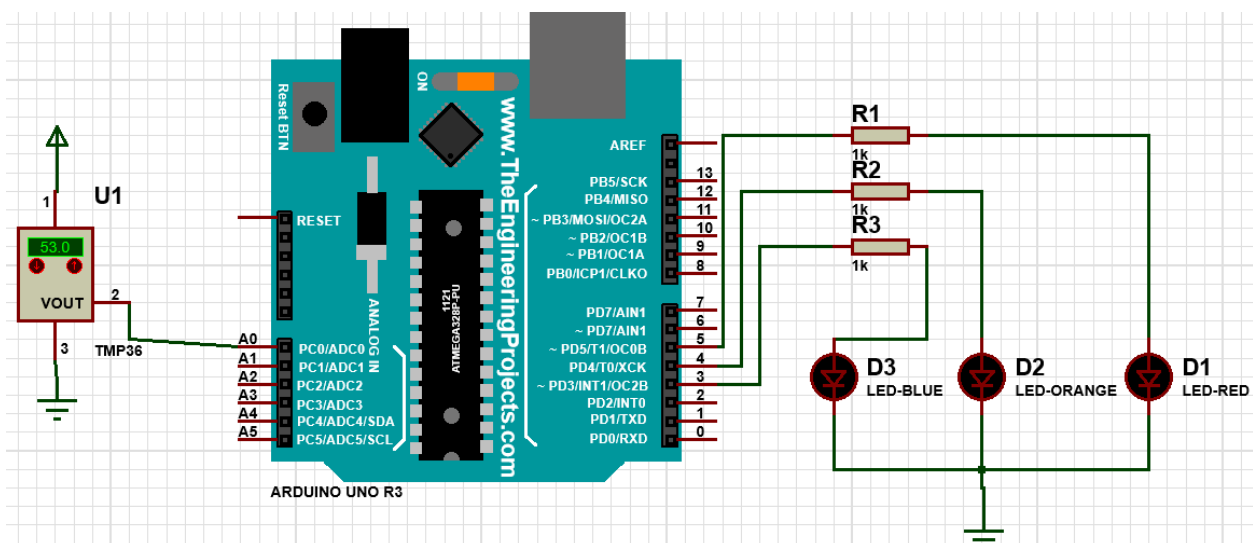 1
U1
53.0
VOUT
2
3
TMP36
Reset BTN
ON
www.TheEngineeringProjects.com
RESET
ANALOG IN
1121
ATMEGA328P-PU
A0 PC0/ADC0
A1 PC1/ADC1
A2 PC2/ADC2
A3 PC3/ADC3
A4 PC4/ADC4/SDA
A5 PC5/ADC5/SCL
AREF
PB5/SCK 13
PB4/MISO 12
~ PB3/MOSI/OC2A 11
~ PB2/OC1B 10
~ PB1/OC1A 9
PB0/ICP1/CLKO 8
PD7/AIN1 7
~ PD7/AIN1 6
~ PD5/T1/OC0B 5
PD4/T0/XCK 4
~ PD3/INT1/OC2B 3
PD2/INT0 2
PD1/TXD 1
PD0/RXD 0
ARDUINO UNO R3
R1
1k
R2
1k
R3
1k
D3
LED-BLUE
D2
LED-ORANGE
D1
LED-RED